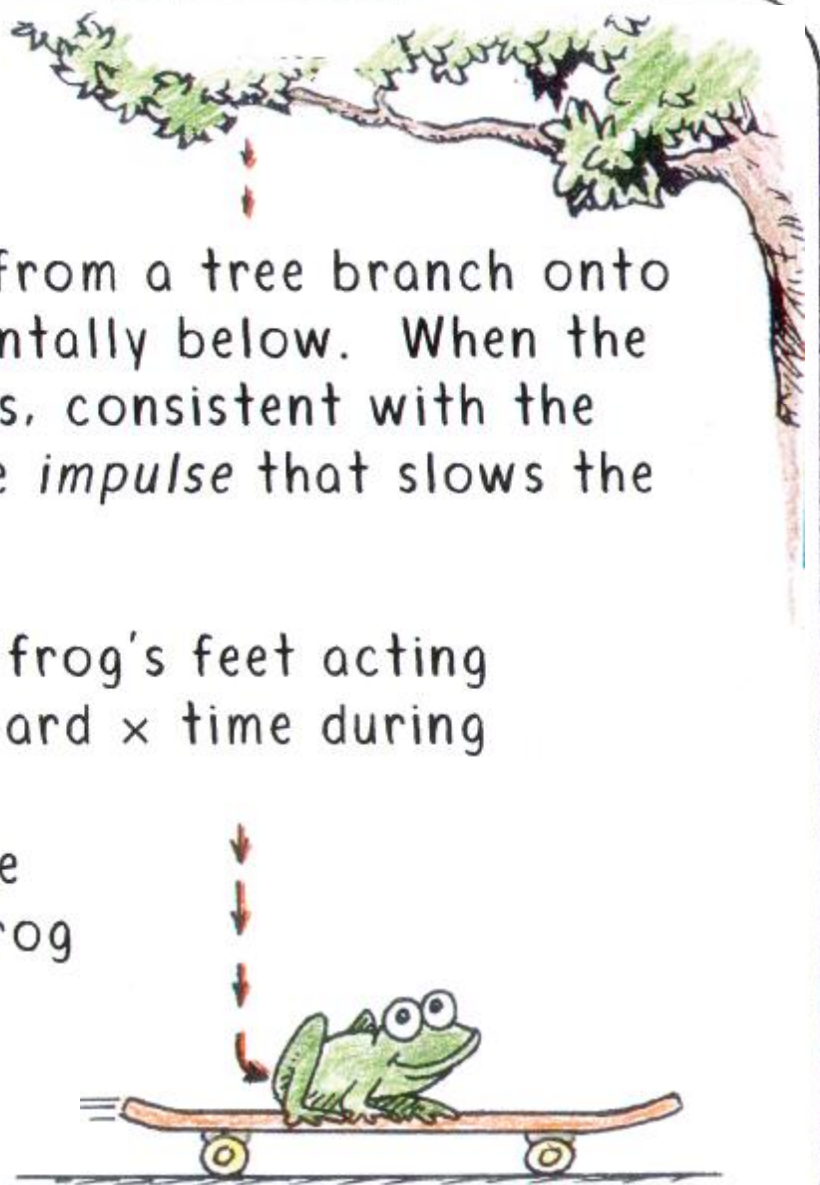 from a tree branch onto
ntally below. When the
s, consistent with the
e impulse that slows the
frog's feet acting
ard × time during
e
rog